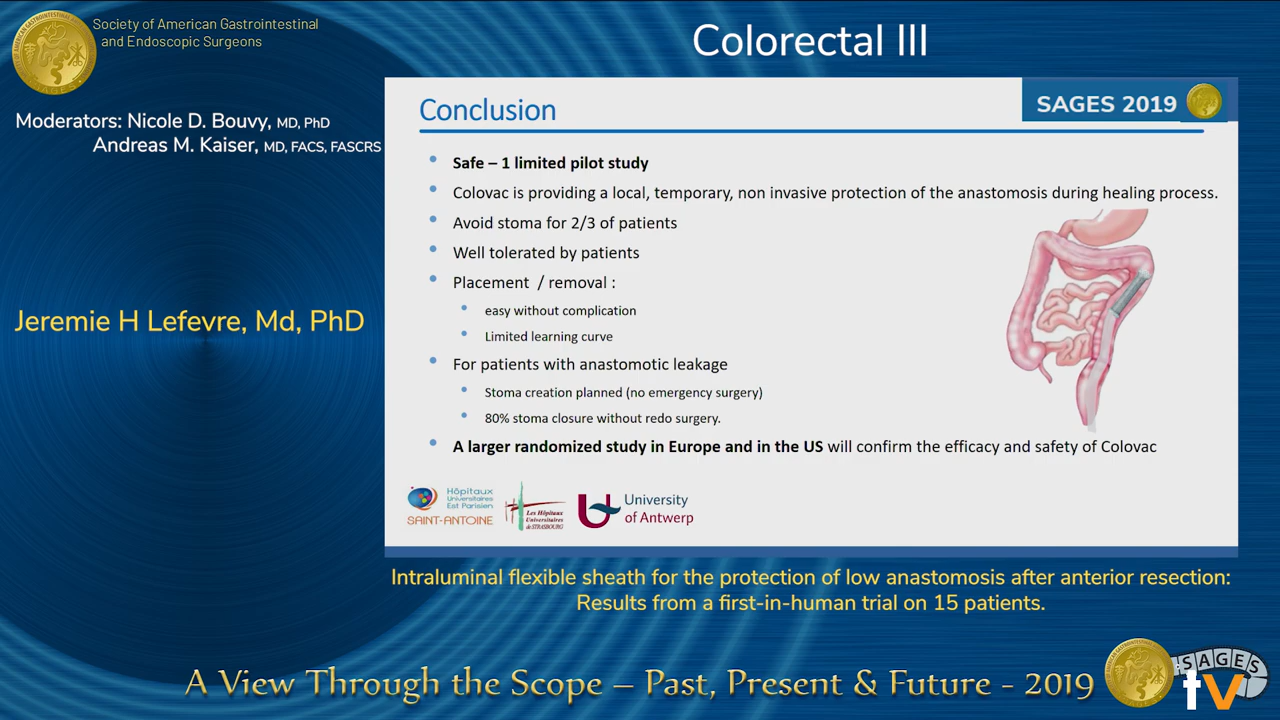 Society of American Gastrointestinal
and Endoscopic Surgeons
Colorectal III
Moderators: Nicole D. Bouvy, MD, PhD
Andreas M. Kaiser, MD, FACS, FASCRS
Jeremie H Lefevre, Md, PhD
Conclusion
SAGES 2019
• Safe – 1 limited pilot study
• Colovac is providing a local, temporary, non invasive protection of the anastomosis during healing process.
• Avoid stoma for 2/3 of patients
• Well tolerated by patients
• Placement / removal :
• easy without complication
• Limited learning curve
• For patients with anastomotic leakage
• Stoma creation planned (no emergency surgery)
• 80% stoma closure without redo surgery.
• A larger randomized study in Europe and in the US will confirm the efficacy and safety of Colovac
Hôpitaux
Universitaires
Est Parisien
SAINT-ANTOINE
Les Hôpitaux
Universitaires
de STRASBOURG
University
of Antwerp
Intraluminal flexible sheath for the protection of low anastomosis after anterior resection:
Results from a first-in-human trial on 15 patients.
A View Through the Scope – Past, Present & Future - 2019
SAGES
tv